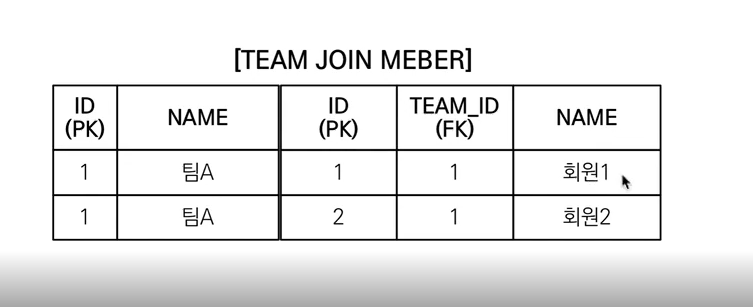 [TEAM JOIN MEBER]
ID (PK) NAME ID (PK) TEAM_ID (FK) NAME
1 팀A 1 1 회원1
1 팀A 2 1 회원2